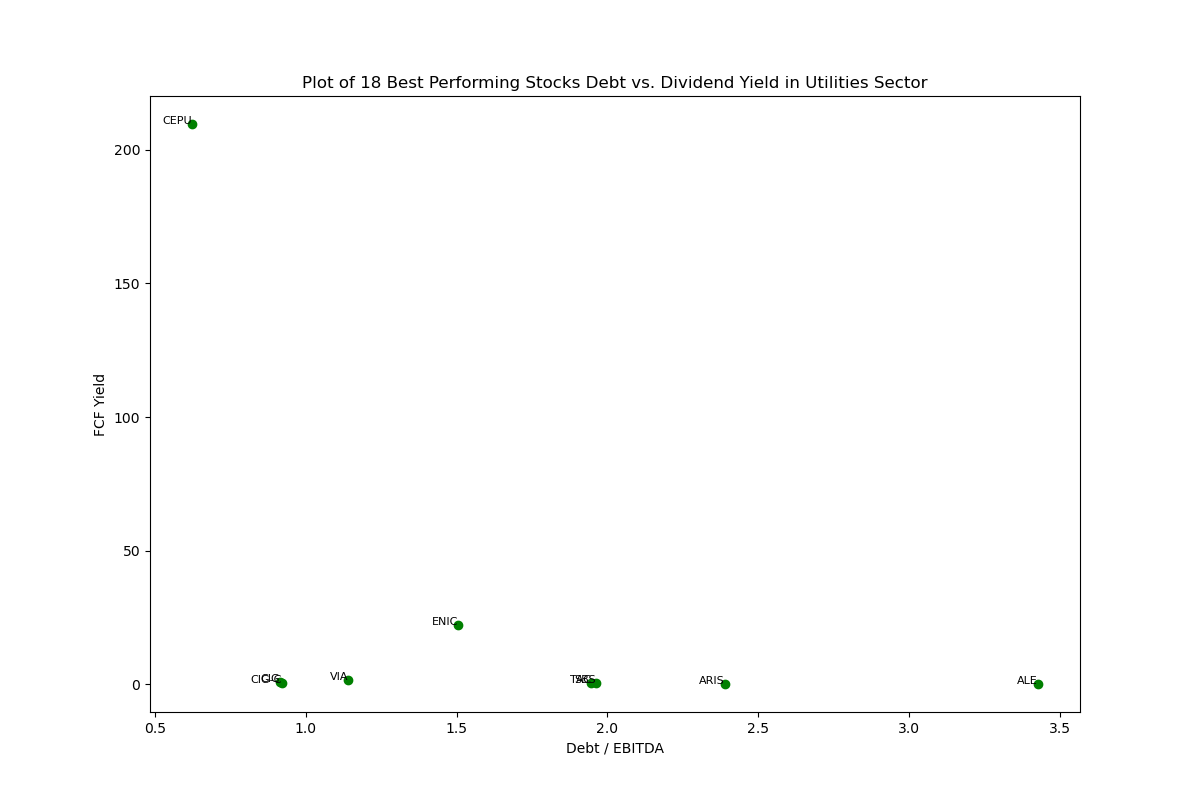 Plot of 18 Best Performing Stocks Debt vs. Dividend Yield in Utilities Sector
CEPU
200
150
FCF Yield
100
50
ENIC
VIA
CIG
ARIS
ALE
0
0.5 1.0 1.5 2.0 2.5 3.0 3.5
Debt / EBITDA